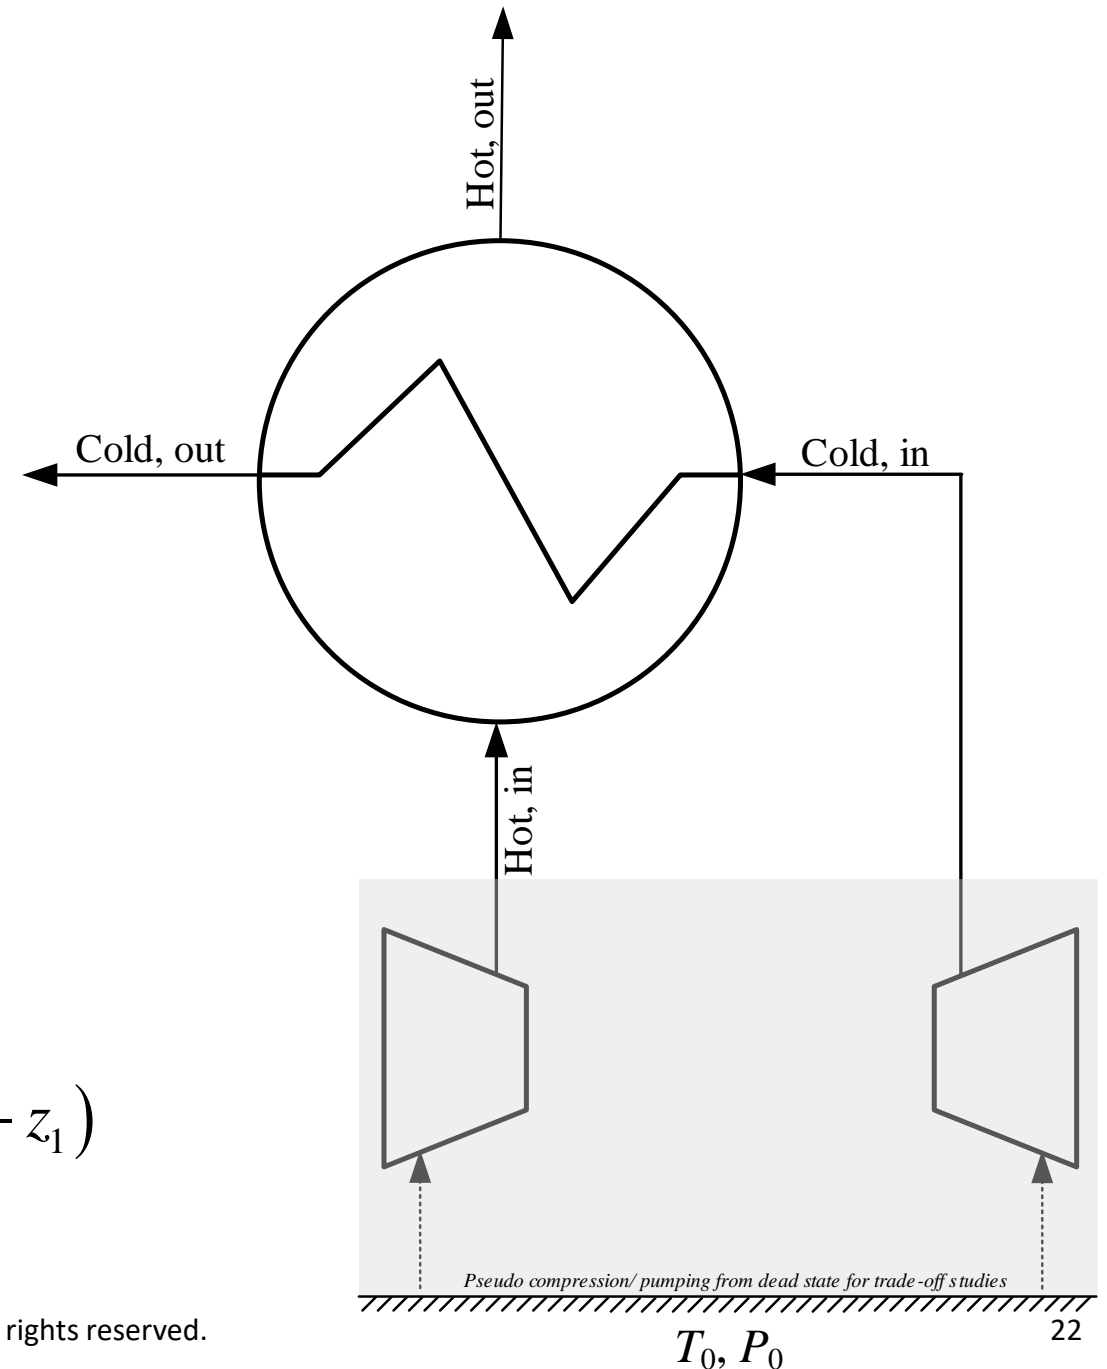 Hot, out
Cold, out
Cold, in
Hot, in
- z₁)
Pseudo compression/ pumping from dead state for trade-off studies
rights reserved.
T₀, P₀
22